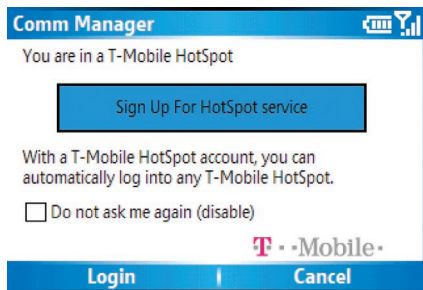 Comm Manager
You are in a T-Mobile HotSpot
Sign Up For HotSpot service
With a T-Mobile HotSpot account, you can
automatically log into any T-Mobile HotSpot.
Do not ask me again (disable)
T··Mobile·
Login Cancel